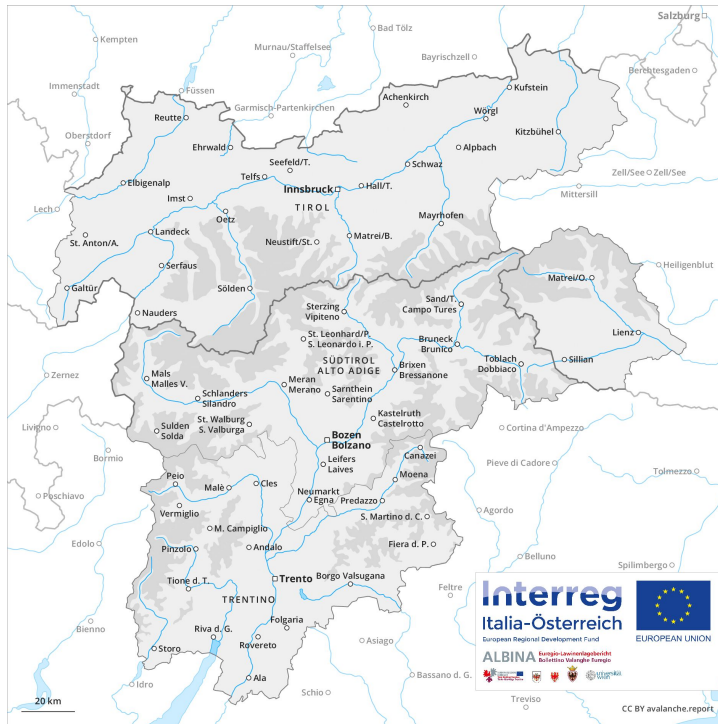 Salzburg
Bad Tölz
Kempten
Murnau/Staffelsee
Bayrischzell
Berchtesgaden
Immenstadt
Füssen
Kufstein
Achenkirch
Garmisch-Partenkirchen
Reutte
Wörgl
Oberstdorf
Kitzbühel
Ehrwald
Alpbach
Seefeld/T.
Schwaz
Telfs
Zell/See
Zell/See
Elbigenalp
Innsbruck
Hall/T.
Mittersill
Imst
TIROL
Lech
Oetz
Mayrhofen
Landeck
Matrei/B.
St. Anton/A.
Neustift/St.
Serfaus
Heiligenblut
Matrei/O.
Galtür
Sölden
Sand/T.
Campo Tures
Nauders
Sterzing
Vipiteno
Lienz
St. Leonhard/P.
S. Leonardo i. P.
Bruneck
Brunico
SÜDTIROL
ALTO ADIGE
Toblach
Dobbiaco
Sillian
Brixen
Bressanone
Zernez
Mals
Malles V.
Meran
Merano
Sarnthein
Sarentino
Schlanders
Silandro
St. Walburg
S. Valburga
Kastelruth
Castelrotto
Sulden
Solda
Livigno
Cortina d'Ampezzo
Bozen
Bolzano
Bormio
Canazei
Leifers
Laives
Pieve di Cadore
Tolmezzo
Peio
Moena
Malè
Cles
Poschiavo
Neumarkt
Egna
Predazzo
Vermiglio
Agordo
S. Martino d. C.
M. Campiglio
Edolo
Pinzolo
Andalo
Fiera d. P.
Belluno
Spilimbergo
Trento
Borgo Valsugana
Tione d. T.
Feltre
TRENTINO
Folgaria
Bienno
Riva d. G.
Rovereto
Asiago
Storo
Ala
Bassano d. G.
Idro
Schio
Treviso
20 km
Interreg
Italia-Österreich
European Regional Development Fund
EUROPEAN UNION
ALBINA
Euregio-Lawinenlagebericht
Bollettino Valanghe Euregio
CC BY avalanche.report